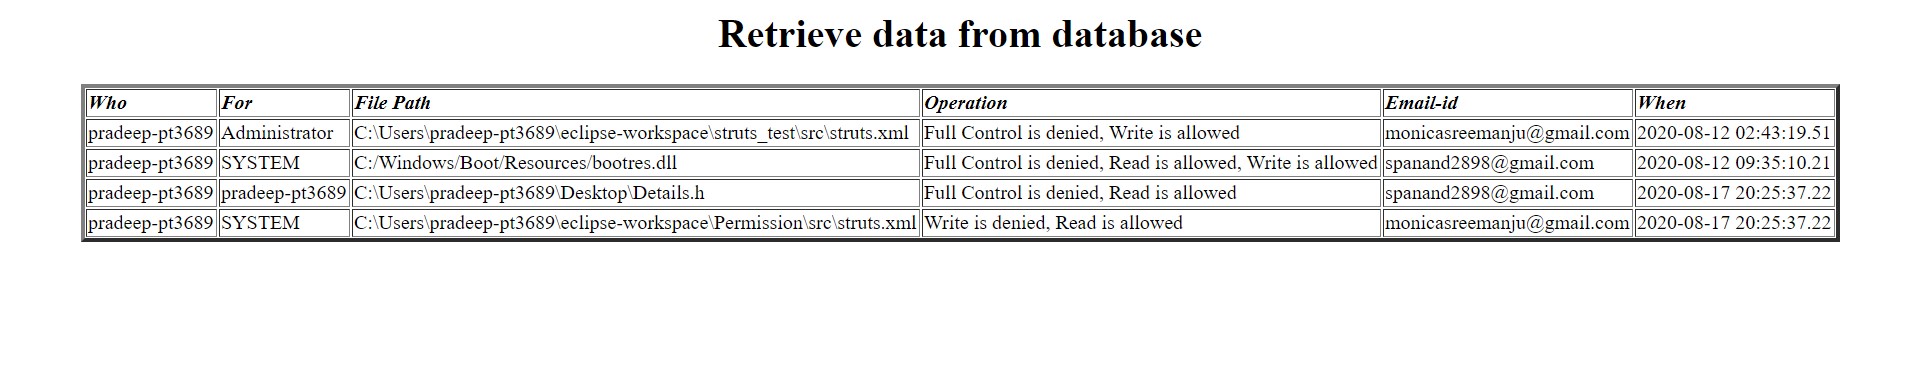 Retrieve data from database
Who For File Path Operation Email-id When
pradeep-pt3689 Administrator C:\Users\pradeep-pt3689\eclipse-workspace\struts_test\src\struts.xml Full Control is denied, Write is allowed monicasreemanju@gmail.com 2020-08-12 02:43:19.51
pradeep-pt3689 SYSTEM C:/Windows/Boot/Resources/bootres.dll Full Control is denied, Read is allowed, Write is allowed spanand2898@gmail.com 2020-08-12 09:35:10.21
pradeep-pt3689 pradeep-pt3689 C:\Users\pradeep-pt3689\Desktop\Details.h Full Control is denied, Read is allowed spanand2898@gmail.com 2020-08-17 20:25:37.22
pradeep-pt3689 SYSTEM C:\Users\pradeep-pt3689\eclipse-workspace\Permission\src\struts.xml Write is denied, Read is allowed monicasreemanju@gmail.com 2020-08-17 20:25:37.22